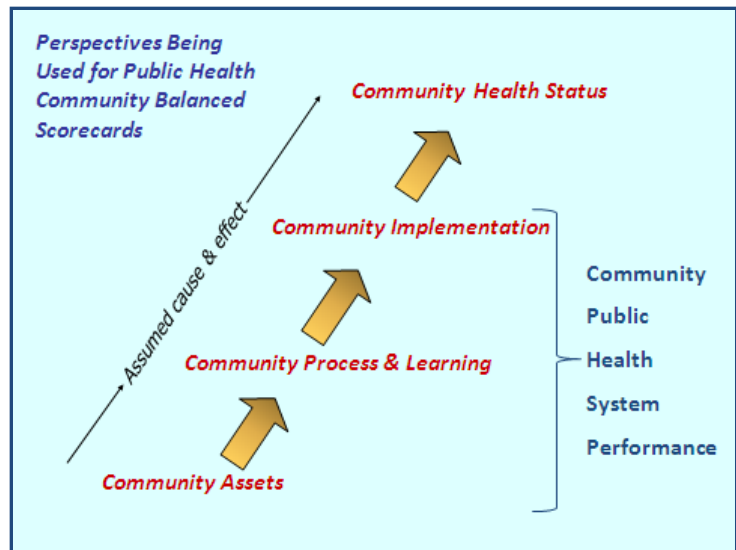 Perspectives Being
Used for Public Health
Community Balanced
Scorecards
Community Health Status
Assumed cause & effect
Community Implementation
Community Process & Learning
Community Assets
Community
Public
Health
System
Performance